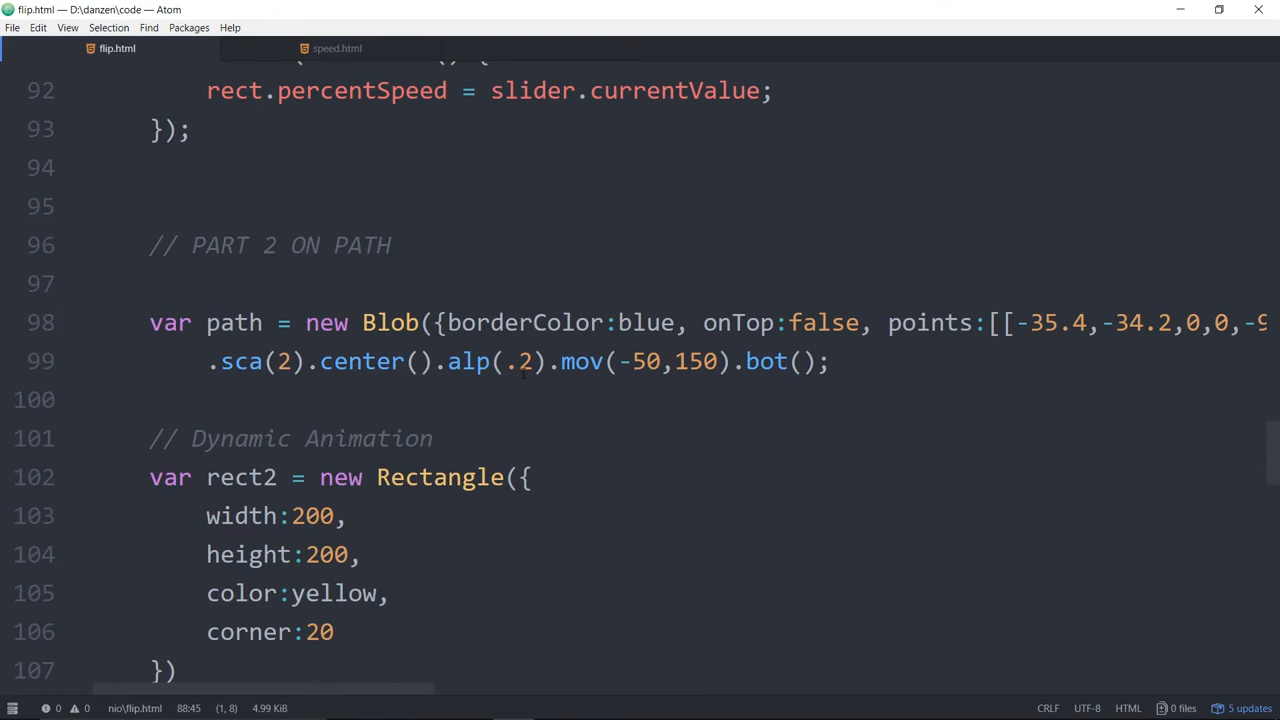 flip.html — D:\danzen\code — Atom
File Edit View Selection Find Packages Help
flip.html speed.html
92 rect.percentSpeed = slider.currentValue;
93 });
94
95
96 // PART 2 ON PATH
97
98 var path = new Blob({borderColor:blue, onTop:false, points:[[-35.4,-34.2,0,0,-9
99 .sca(2).center().alp(.2).mov(-50,150).bot();
100
101 // Dynamic Animation
102 var rect2 = new Rectangle({
103 width:200,
104 height:200,
105 color:yellow,
106 corner:20
107 })
0 0 nio\flip.html 88:45 (1, 8) 4.99 KiB CRLF UTF-8 HTML 0 files 5 updates